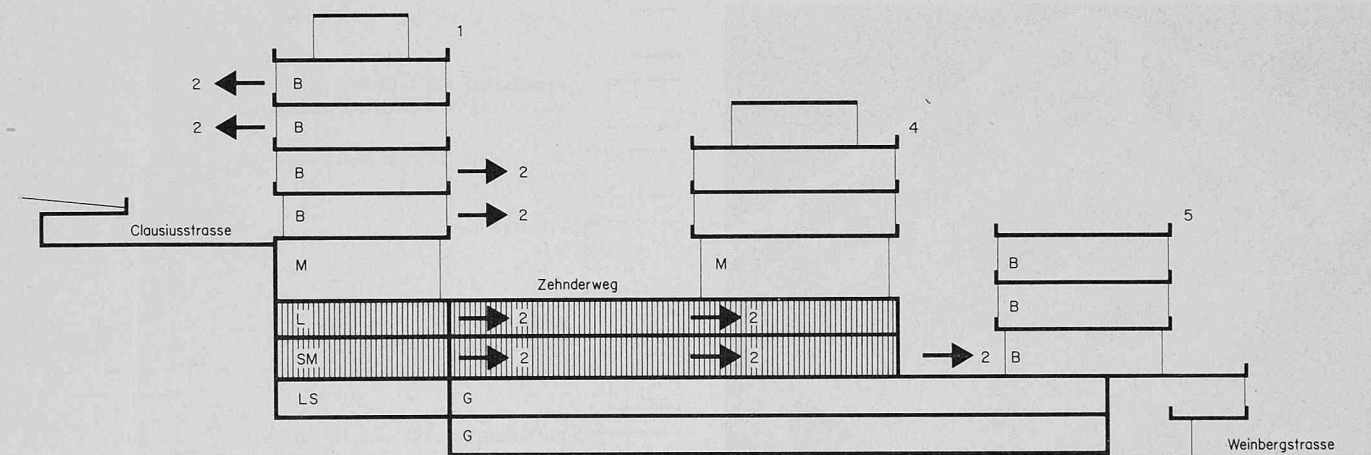 1
2 B
2 B
4
B 2
5
B 2
Clausiusstrasse
M M B
Zehnderweg
B
L 2 2
SM 2 2 2 B
LS G
G
Weinbergstrasse